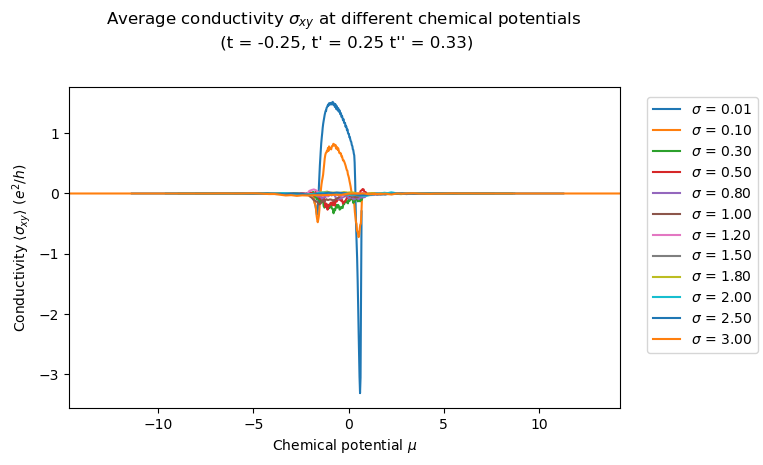 Average conductivity σxy at different chemical potentials
(t = -0.25, t' = 0.25 t'' = 0.33)
1
0
−1
−2
−3
Conductivity ⟨σxy⟩ (e²/h)
−10
−5
0
5
10
Chemical potential μ
σ = 0.01
σ = 0.10
σ = 0.30
σ = 0.50
σ = 0.80
σ = 1.00
σ = 1.20
σ = 1.50
σ = 1.80
σ = 2.00
σ = 2.50
σ = 3.00